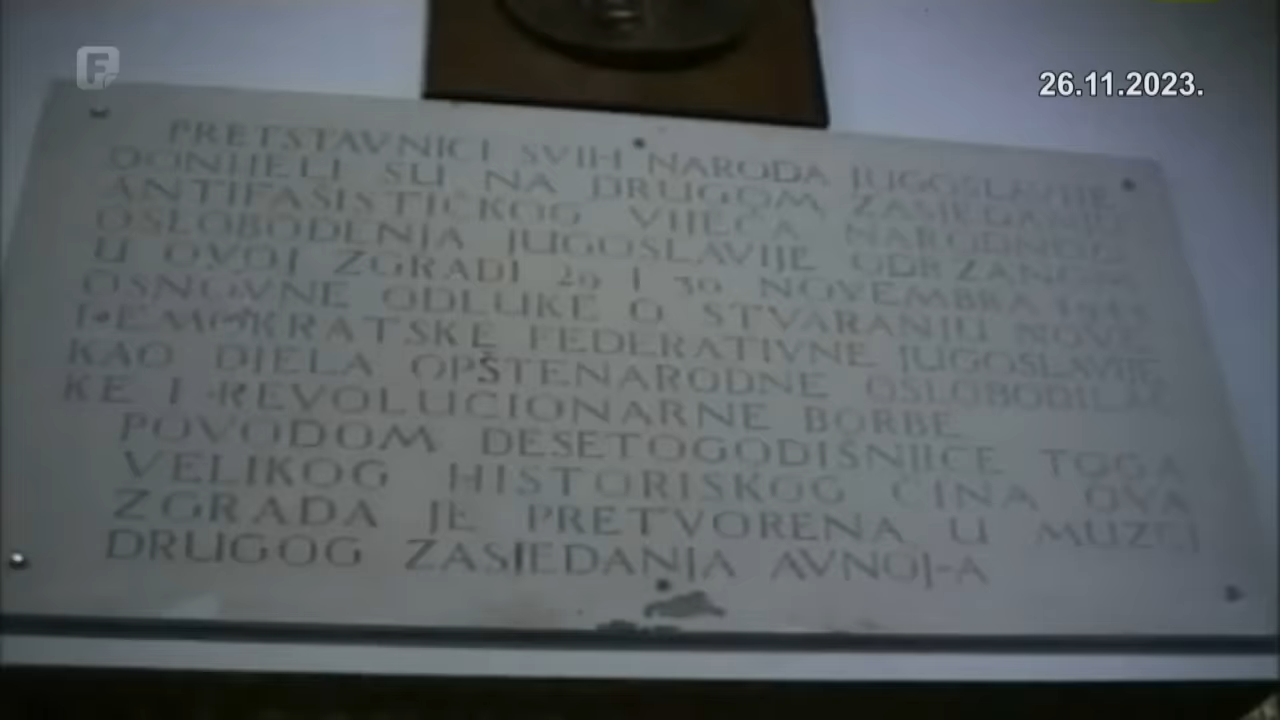 F
26.11.2023.
PRETSTAVNICI SVIH NARODA JUGOSLAVIJE
DONIJELI SU NA DRUGOM ZASJEDANJU
ANTIFAŠISTIČKOG VIJEĆA NARODNOG
OSLOBOĐENJA JUGOSLAVIJE ODRŽANOM
U OVOJ ZGRADI 29 I 30 NOVEMBRA
OSNOVNE ODLUKE O STVARANJU NOVE
DEMOKRATSKE FEDERATIVNE JUGOSLAVIJE
KAO DJELA OPŠTENARODNE OSLOBODILAČ
KE I REVOLUCIONARNE BORBE
POVODOM DESETOGODIŠNJICE TOGA
VELIKOG HISTORISKOG ČINA OVA
ZGRADA JE PRETVORENA U MUZEJ
DRUGOG ZASJEDANJA AVNOJ-A